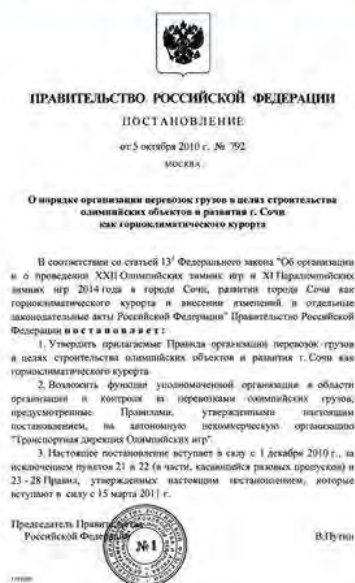 ПРАВИТЕЛЬСТВО РОССИЙСКОЙ ФЕДЕРАЦИИ
ПОСТАНОВЛЕНИЕ
от 5 октября 2010 г. № 792
МОСКВА
О порядке организации перевозок грузов в целях строительства
олимпийских объектов и развития г. Сочи
как горноклиматического курорта
В соответствии со статьей 13¹ Федерального закона "Об организации
и о проведении XXII Олимпийских зимних игр и XI Паралимпийских
зимних игр 2014 года в городе Сочи, развитии города Сочи как
горноклиматического курорта и внесении изменений в отдельные
законодательные акты Российской Федерации" Правительство Российской
Федерации постановляет:
1. Утвердить прилагаемые Правила организации перевозок грузов
в целях строительства олимпийских объектов и развития г. Сочи как
горноклиматического курорта.
2. Возложить функции уполномоченной организации в области
организации и контроля за перевозками олимпийских грузов,
предусмотренные Правилами, утвержденными настоящим
постановлением, на автономную некоммерческую организацию
"Транспортная дирекция Олимпийских игр".
3. Настоящее постановление вступает в силу с 1 декабря 2010 г., за
исключением пунктов 21 и 22 (в части, касающейся разовых пропусков) и
23 - 28 Правил, утвержденных настоящим постановлением, которые
вступают в силу с 15 марта 2011 г.
Председатель Правительства
Российской Федерации
В.Путин
№1